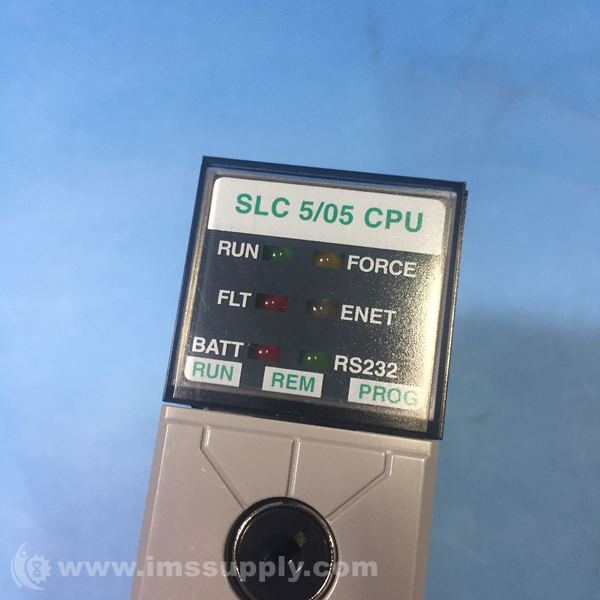 SLC 5/05 CPU
RUN FORCE
FLT ENET
BATT RS232
RUN REM PROG
www.imssupply.com